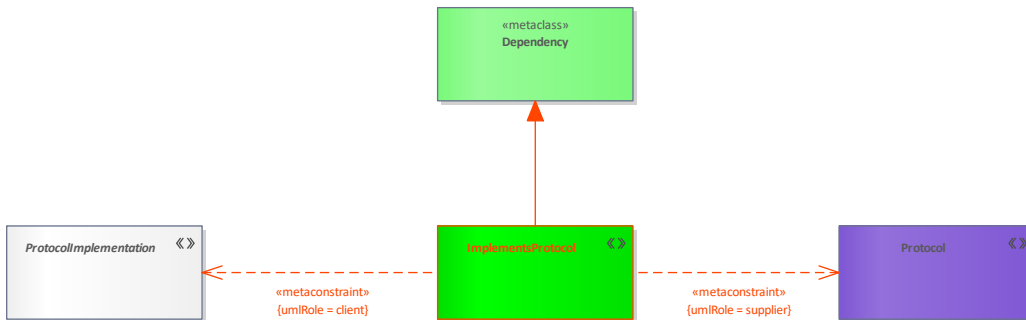 «metaclass»
Dependency
ProtocolImplementation
«»
ImplementsProtocol
«»
Protocol
«»
«metaconstraint»
{umlRole = client}
«metaconstraint»
{umlRole = supplier}